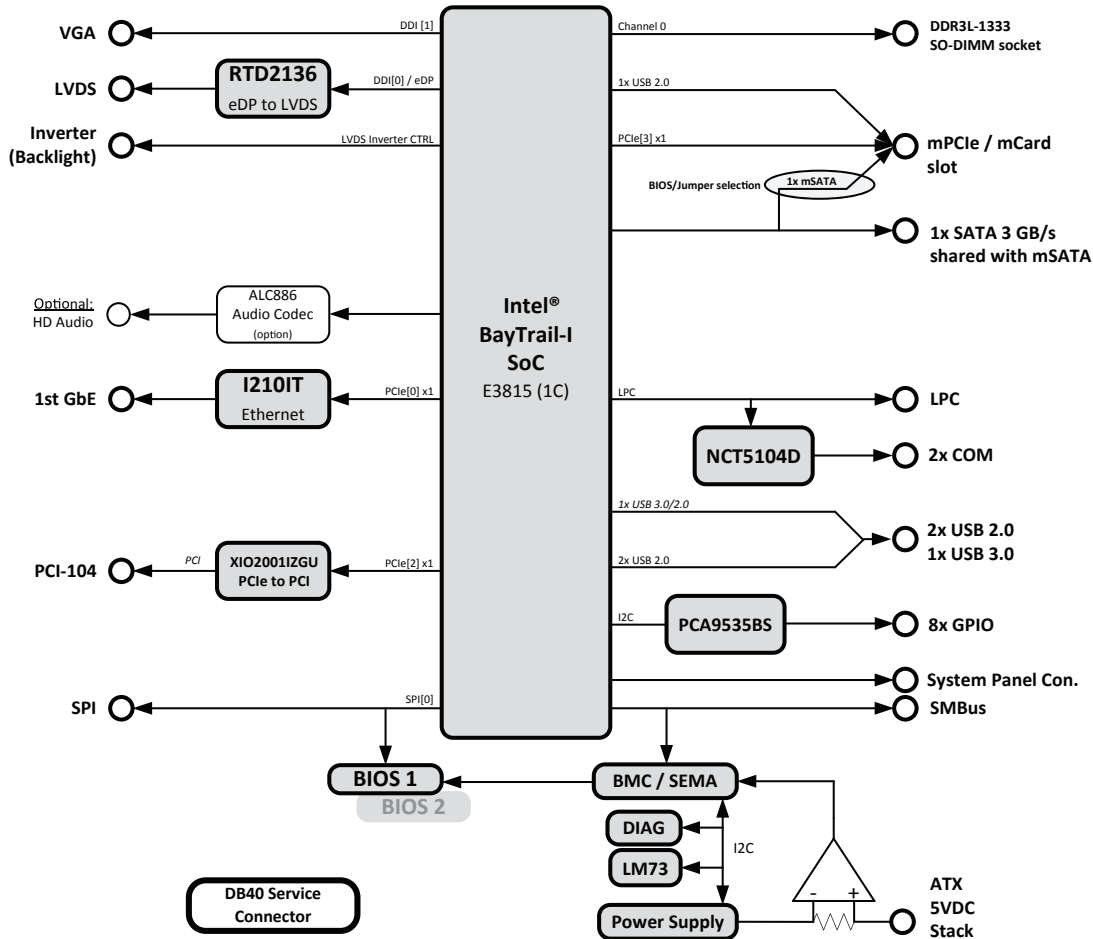 VGA
DDI [1]
Channel 0
DDR3L-1333
SO-DIMM socket
LVDS
RTD2136
eDP to LVDS
DDI[0] / eDP
1x USB 2.0
Inverter
(Backlight)
LVDS Inverter CTRL
PCIe[3] x1
mPCIe / mCard
slot
BIOS/Jumper selection
1x mSATA
1x SATA 3 GB/s
shared with mSATA
Optional:
HD Audio
ALC886
Audio Codec
(option)
Intel®
BayTrail-I
SoC
E3815 (1C)
1st GbE
I210IT
Ethernet
PCIe[0] x1
LPC
LPC
NCT5104D
2x COM
1x USB 3.0/2.0
2x USB 2.0
2x USB 2.0
1x USB 3.0
PCI-104
PCI
XIO2001IZGU
PCIe to PCI
PCIe[2] x1
I2C
PCA9535BS
8x GPIO
System Panel Con.
SPI
SPI[0]
SMBus
BIOS 1
BIOS 2
BMC / SEMA
DIAG
LM73
I2C
Power Supply
- +
ATX
5VDC
Stack
DB40 Service
Connector